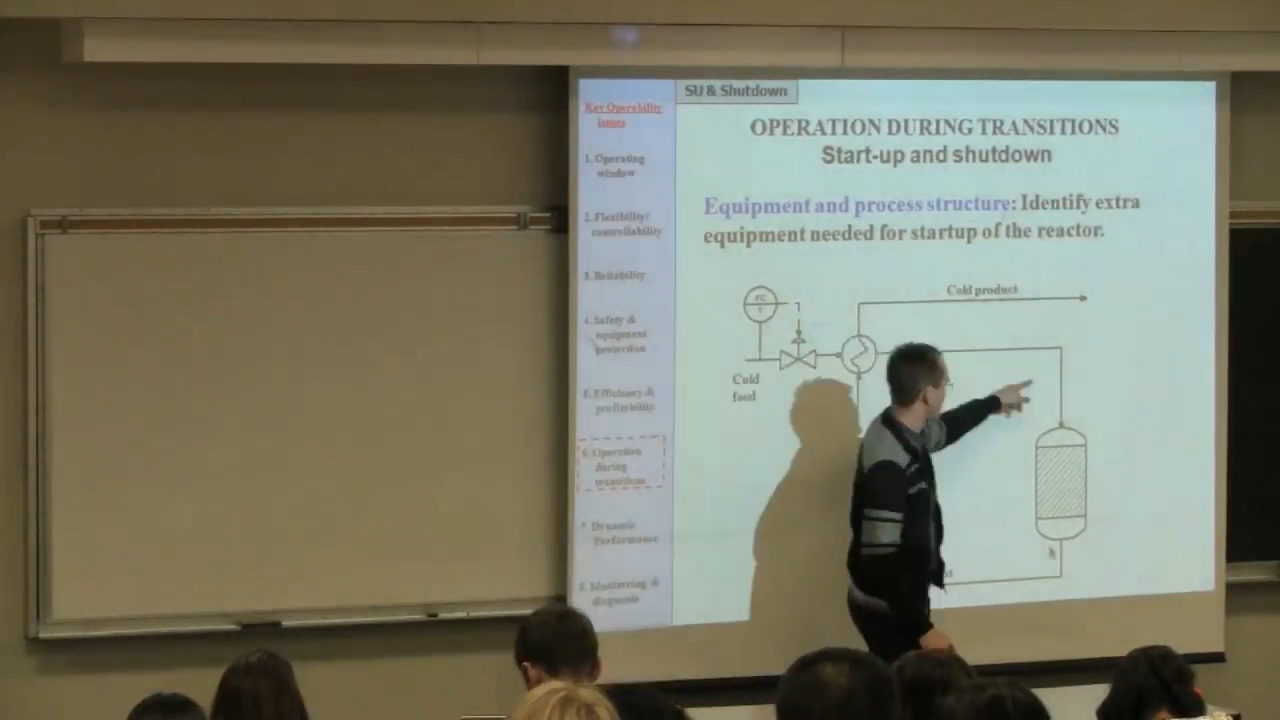 SU & Shutdown
Key Operability
issues
1. Operating
window
2. Flexibility/
controllability
3. Reliability
4. Safety &
equipment
protection
5. Efficiency &
profitability
6. Operation
during
transitions
7. Dynamic
Performance
8. Monitoring &
diagnosis
OPERATION DURING TRANSITIONS
Start-up and shutdown
Equipment and process structure: Identify extra
equipment needed for startup of the reactor.
FC
Cold product
Cold
feed